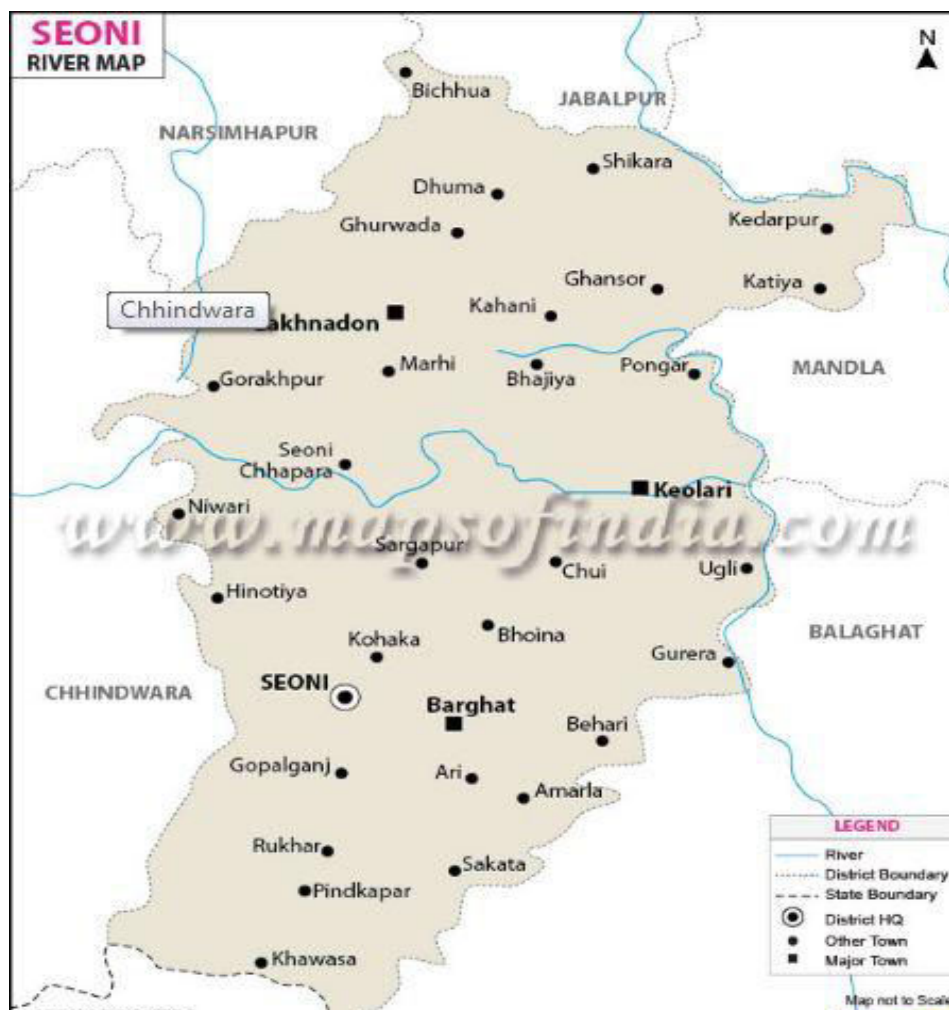 SEONI
RIVER MAP
N
Bichhua
JABALPUR
NARSIMHAPUR
Shikara
Dhuma
Kedarpur
Ghurwada
Ghansor
Katiya
Chhindwara
Kahani
akhnadon
Marhi
Bhajiya
Pongar
MANDLA
Gorakhpur
Seoni
Chhapara
Keolari
Niwari
www.mapsofindia.com
Sargapur
Chui
Ugli
Hinotiya
Bhoina
BALAGHAT
Kohaka
Gurera
SEONI
CHHINDWARA
Barghat
Behari
Gopalganj
Ari
Amarla
LEGEND
River
District Boundary
State Boundary
District HQ
Other Town
Major Town
Rukhar
Sakata
Pindkapar
Khawasa
Map not to Scale